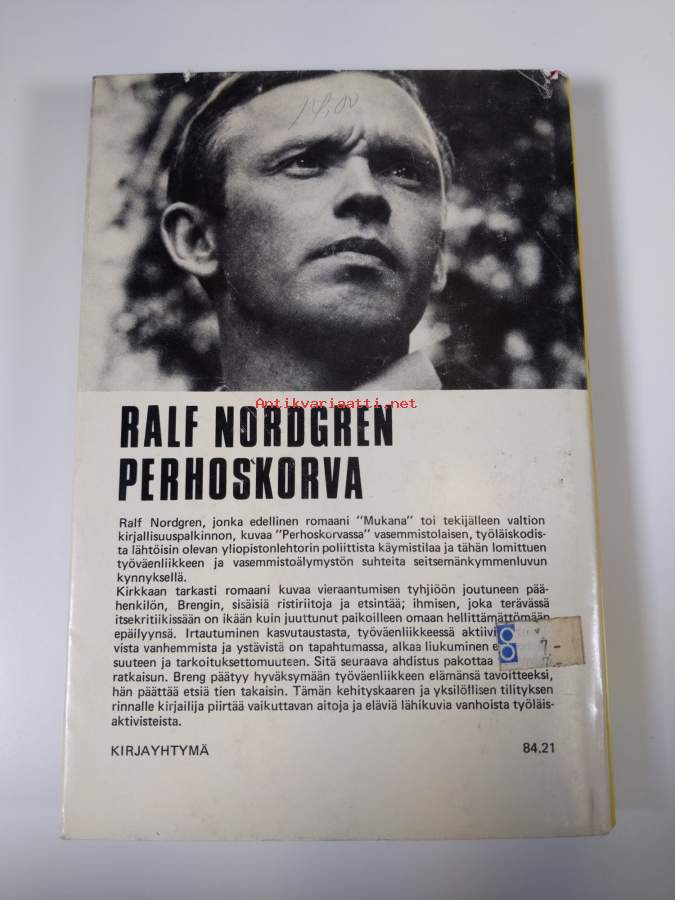 14,00
Antikvariaatti.net
RALF NORDGREN
PERHOSKORVA
Ralf Nordgren, jonka edellinen romaani "Mukana" toi tekijälleen valtion
kirjallisuuspalkinnon, kuvaa "Perhoskorvassa" vasemmistolaisen, työläiskodis-
ta lähtöisin olevan yliopistonlehtorin poliittista käymistilaa ja tähän lomittuen
työväenliikkeen ja vasemmistoälymystön suhteita seitsemänkymmenluvun
kynnyksellä.
Kirkkaan tarkasti romaani kuvaa vieraantumisen tyhjiöön joutuneen pää-
henkilön, Brengin, sisäisiä ristiriitoja ja etsintää; ihmisen, joka terävässä
itsekritiikissään on ikään kuin juuttunut paikoilleen omaan hellittämättömään
epäilyynsä. Irtautuminen kasvutaustasta, työväenliikkeessä aktiivi
vista vanhemmista ja ystävistä on tapahtumassa, alkaa liukuminen e
suuteen ja tarkoituksettomuuteen. Sitä seuraava ahdistus pakottaa
ratkaisun. Breng päätyy hyväksymään työväenliikkeen elämänsä tavoitteeksi,
hän päättää etsiä tien takaisin. Tämän kehityskaaren ja yksilöllisen tilityksen
rinnalle kirjailija piirtää vaikuttavan aitoja ja eläviä lähikuvia vanhoista työläis-
aktivisteista.
7-
KIRJAYHTYMÄ 84.21